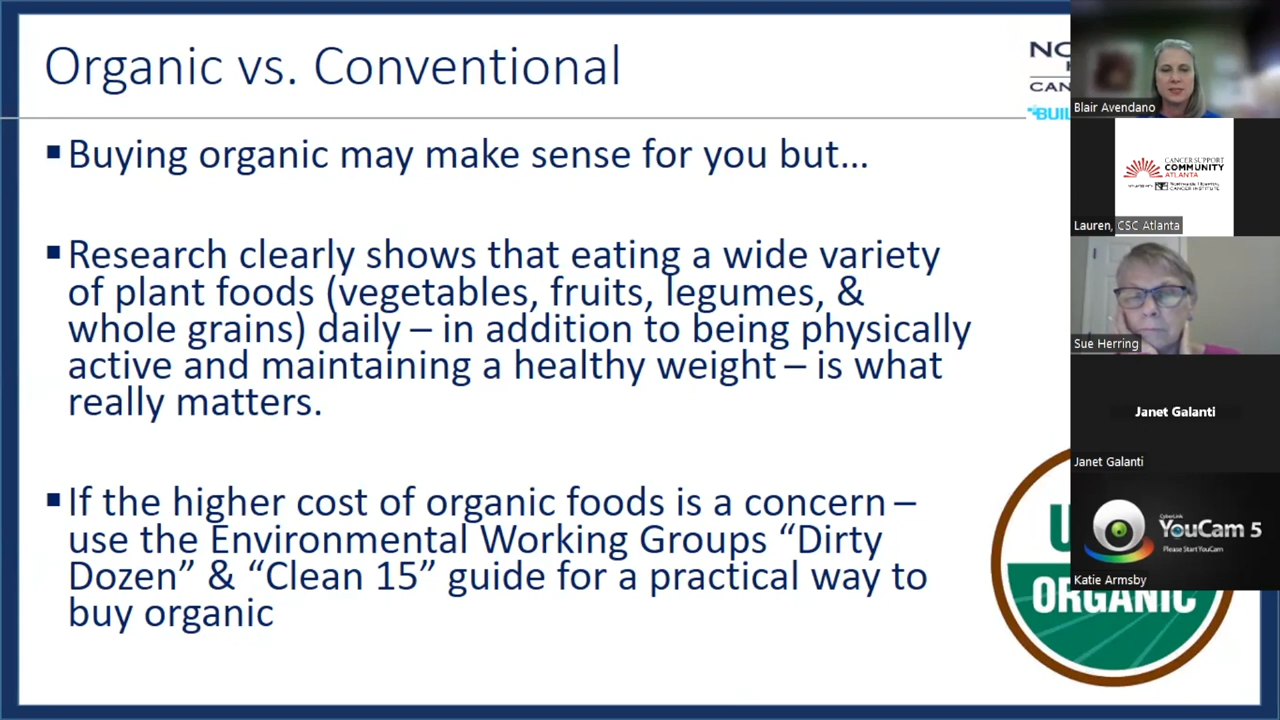 Organic vs. Conventional
NO
CAN
BUIL
▪Buying organic may make sense for you but...
▪Research clearly shows that eating a wide variety
of plant foods (vegetables, fruits, legumes, &
whole grains) daily – in addition to being physically
active and maintaining a healthy weight – is what
really matters.
▪If the higher cost of organic foods is a concern –
use the Environmental Working Groups “Dirty
Dozen” & “Clean 15” guide for a practical way to
buy organic
U
ORGANIC
Blair Avendano
CANCER SUPPORT
COMMUNITY
ATLANTA
Lauren, CSC Atlanta
Sue Herring
Janet Galanti
Janet Galanti
CyberLink
YouCam 5
Please Start YouCam
Katie Armsby